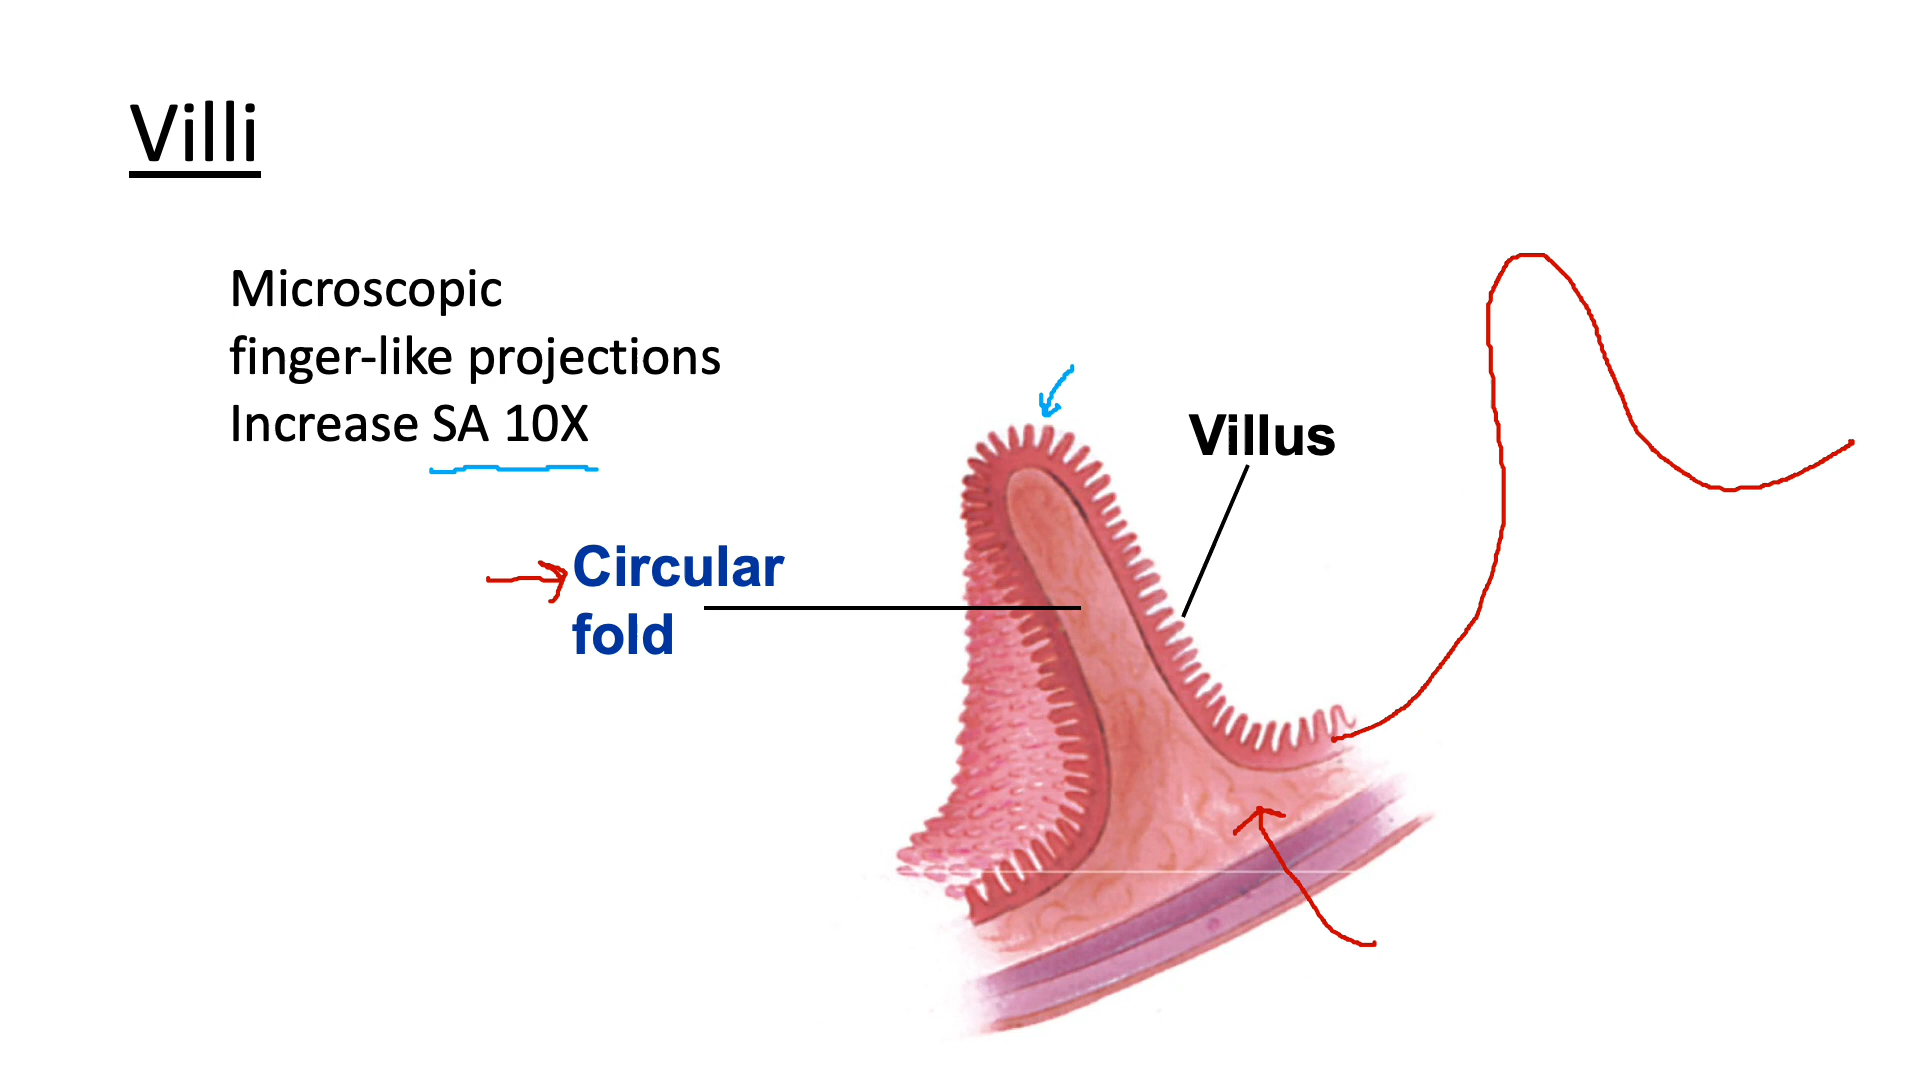 Villi
Microscopic
finger-like projections
Increase SA 10X
Villus
Circular
fold